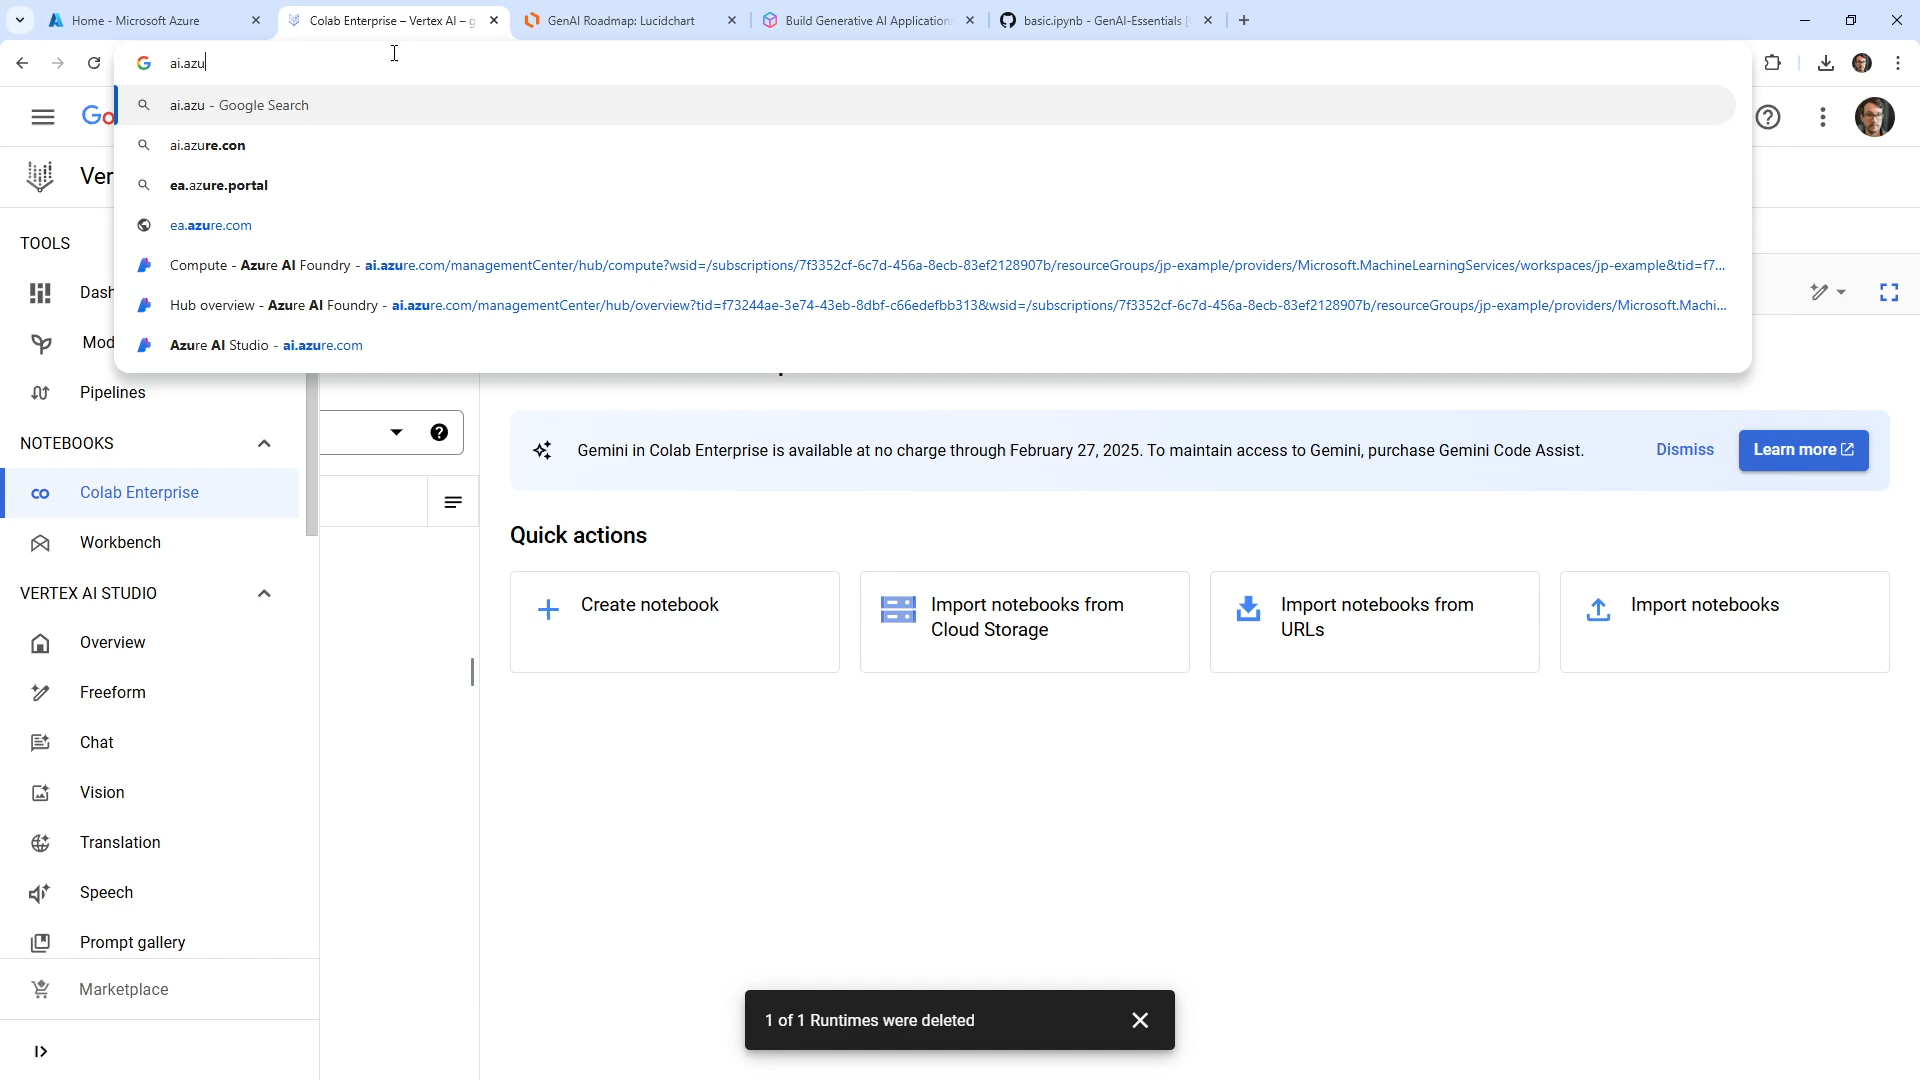 Home - Microsoft Azure
Colab Enterprise – Vertex AI – g
GenAI Roadmap: Lucidchart
Build Generative AI Applications
basic.ipynb - GenAI-Essentials [
ai.azu
ai.azu - Google Search
ai.azure.con
ea.azure.portal
ea.azure.com
Compute - Azure AI Foundry - ai.azure.com/managementCenter/hub/compute?wsid=/subscriptions/7f3352cf-6c7d-456a-8ecb-83ef2128907b/resourceGroups/jp-example/providers/Microsoft.MachineLearningServices/workspaces/jp-example&tid=f7...
Hub overview - Azure AI Foundry - ai.azure.com/managementCenter/hub/overview?tid=f73244ae-3e74-43eb-8dbf-c66edefbb313&wsid=/subscriptions/7f3352cf-6c7d-456a-8ecb-83ef2128907b/resourceGroups/jp-example/providers/Microsoft.Machi...
Azure AI Studio - ai.azure.com
Go
Ver
TOOLS
Dash
Mod
Pipelines
NOTEBOOKS
Colab Enterprise
Workbench
VERTEX AI STUDIO
Overview
Freeform
Chat
Vision
Translation
Speech
Prompt gallery
Marketplace
Gemini in Colab Enterprise is available at no charge through February 27, 2025. To maintain access to Gemini, purchase Gemini Code Assist.
Dismiss
Learn more
Quick actions
Create notebook
Import notebooks from
Cloud Storage
Import notebooks from
URLs
Import notebooks
1 of 1 Runtimes were deleted